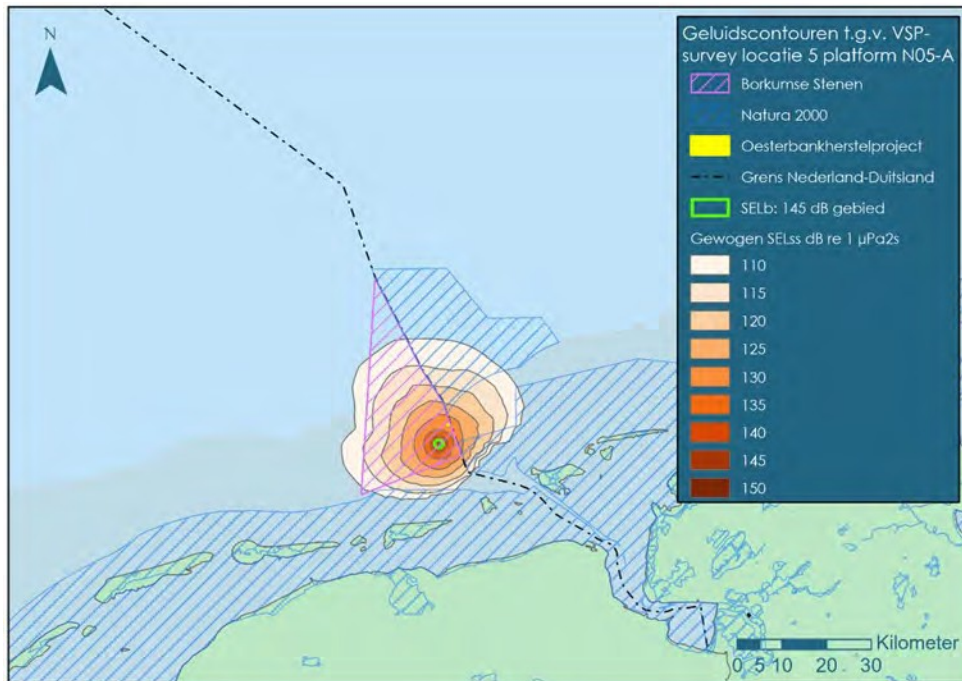 N
Geluidscontouren t.g.v. VSP-
survey locatie 5 platform N05-A
Borkumse Stenen
Natura 2000
Oesterbankherstelproject
Grens Nederland-Duitsland
SELb: 145 dB gebied
Gewogen SELss dB re 1 µPa2s
110
115
120
125
130
135
140
145
150
Kilometer
0 5 10 20 30